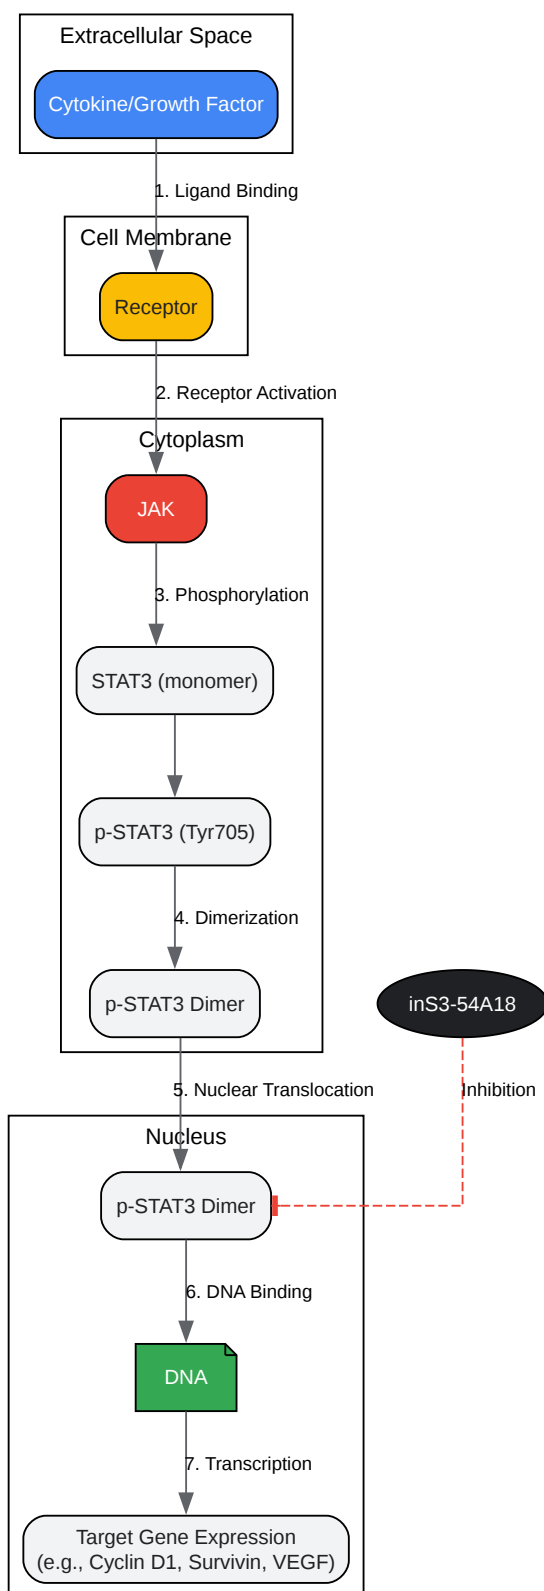 Extracellular Space
Cytokine/Growth Factor
1. Ligand Binding
Cell Membrane
Receptor
2. Receptor Activation
Cytoplasm
JAK
3. Phosphorylation
STAT3 (monomer)
p-STAT3 (Tyr705)
4. Dimerization
p-STAT3 Dimer
inS3-54A18
5. Nuclear Translocation
Inhibition
Nucleus
p-STAT3 Dimer
6. DNA Binding
DNA
7. Transcription
Target Gene Expression
(e.g., Cyclin D1, Survivin, VEGF)